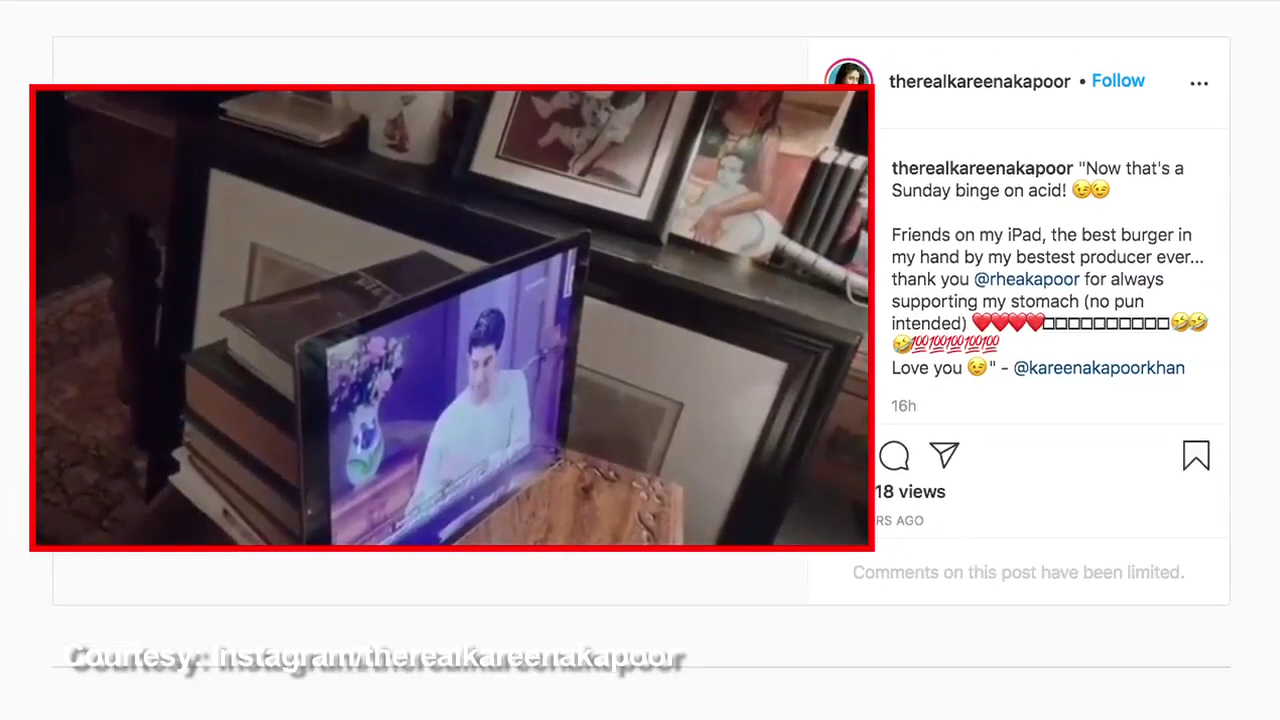 therealkareenakapoor • Follow
therealkareenakapoor "Now that's a
Sunday binge on acid! 😉😉
Friends on my iPad, the best burger in
my hand by my bestest producer ever...
thank you @rheakapoor for always
supporting my stomach (no pun
intended) ❤️❤️❤️❤️□□□□□□□□□□🤣🤣
🤣💯💯💯💯💯
Love you 😉" - @kareenakapoorkhan
16h
18 views
RS AGO
Comments on this post have been limited.
Courtesy: Instagram/therealkareenakapoor